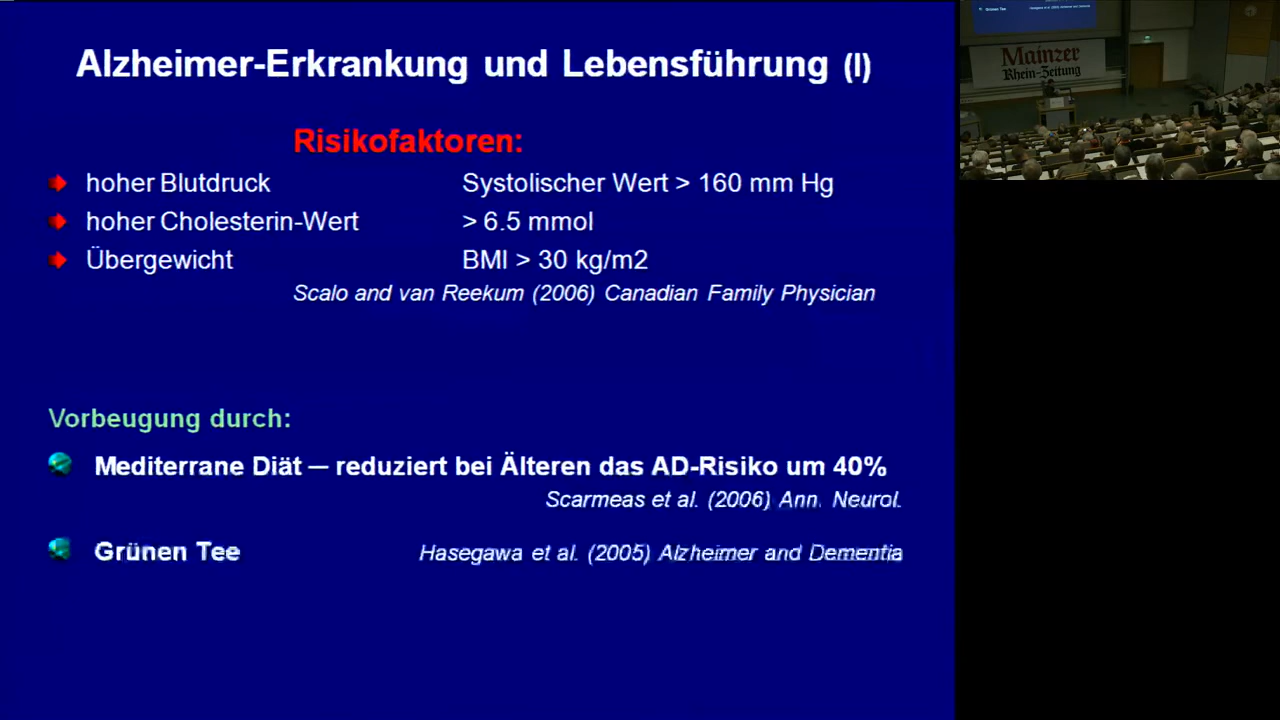 Alzheimer-Erkrankung und Lebensführung (I)
Risikofaktoren:
hoher Blutdruck Systolischer Wert > 160 mm Hg
hoher Cholesterin-Wert > 6.5 mmol
Übergewicht BMI > 30 kg/m2
Scalo and van Reekum (2006) Canadian Family Physician
Vorbeugung durch:
Mediterrane Diät — reduziert bei Älteren das AD-Risiko um 40%
Scarmeas et al. (2006) Ann. Neurol.
Grünen Tee Hasegawa et al. (2005) Alzheimer and Dementia
Grünen Tee
Mainzer
Rhein-Zeitung